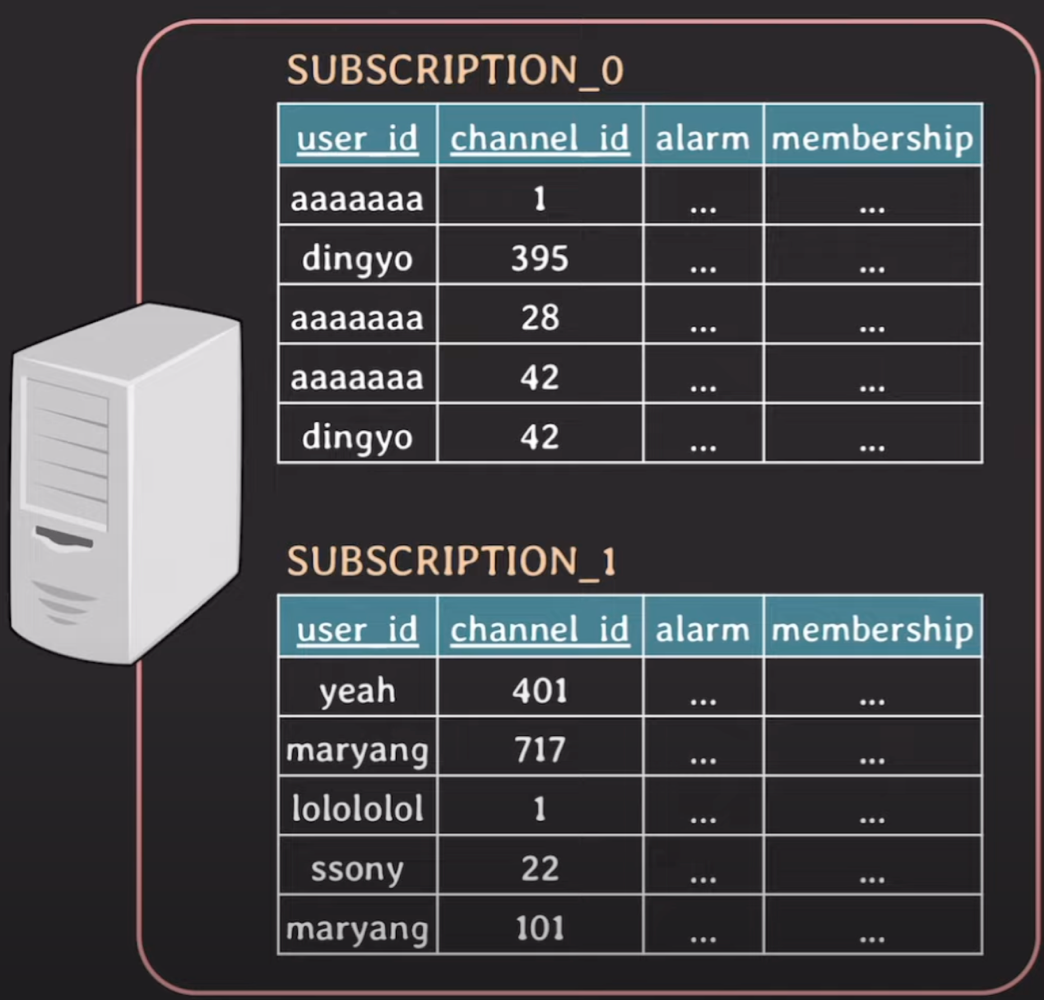 SUBSCRIPTION_0
user_id channel_id alarm membership
aaaaaaa 1 ... ...
dingyo 395 ... ...
aaaaaaa 28 ... ...
aaaaaaa 42 ... ...
dingyo 42 ... ...
SUBSCRIPTION_1
user_id channel_id alarm membership
yeah 401 ... ...
maryang 717 ... ...
lolololol 1 ... ...
ssony 22 ... ...
maryang 101 ... ...